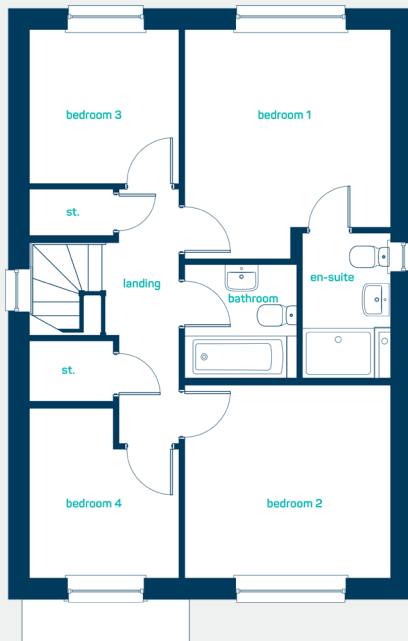 bedroom 3
bedroom 1
st.
en-suite
landing
bathroom
st.
bedroom 4
bedroom 2